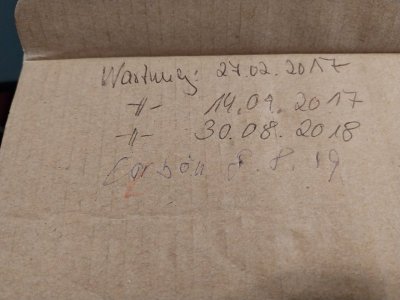 Wartung: 27.02.2017
-"- 14.09.2017
-"- 30.08.2018
Carbon 8.8.19